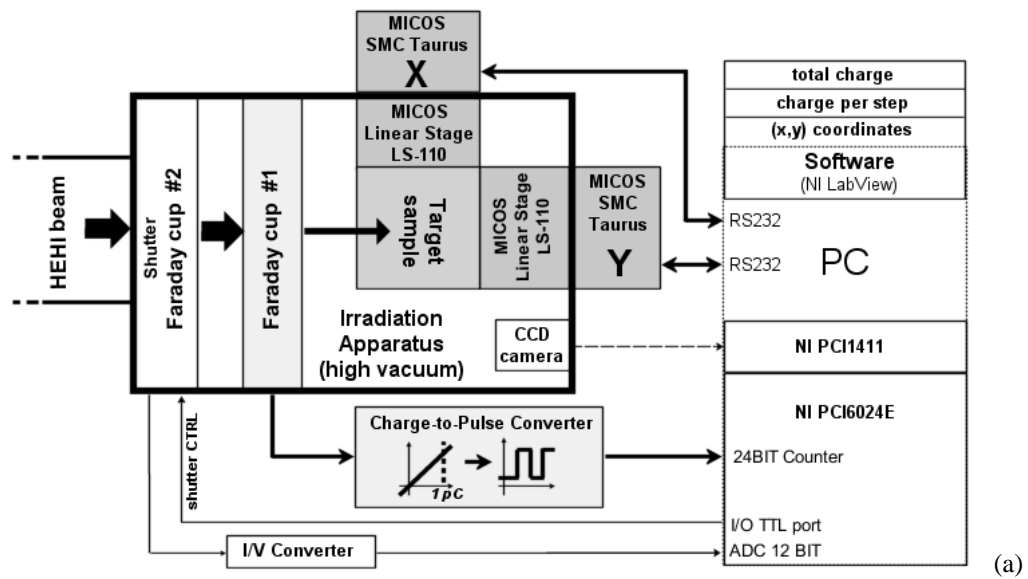 MICOS
SMC Taurus
X
MICOS
Linear Stage
LS-110
total charge
charge per step
(x,y) coordinates
Software
(NI LabView)
RS232
RS232
PC
HEHI beam
Shutter
Faraday cup #2
Faraday cup #1
Target
sample
MICOS
Linear Stage
LS-110
MICOS
SMC
Taurus
Y
Irradiation
Apparatus
(high vacuum)
CCD
camera
NI PCI1411
NI PCI6024E
shutter CTRL
Charge-to-Pulse Converter
1pC
24BIT Counter
I/O TTL port
I/V Converter
ADC 12 BIT
(a)